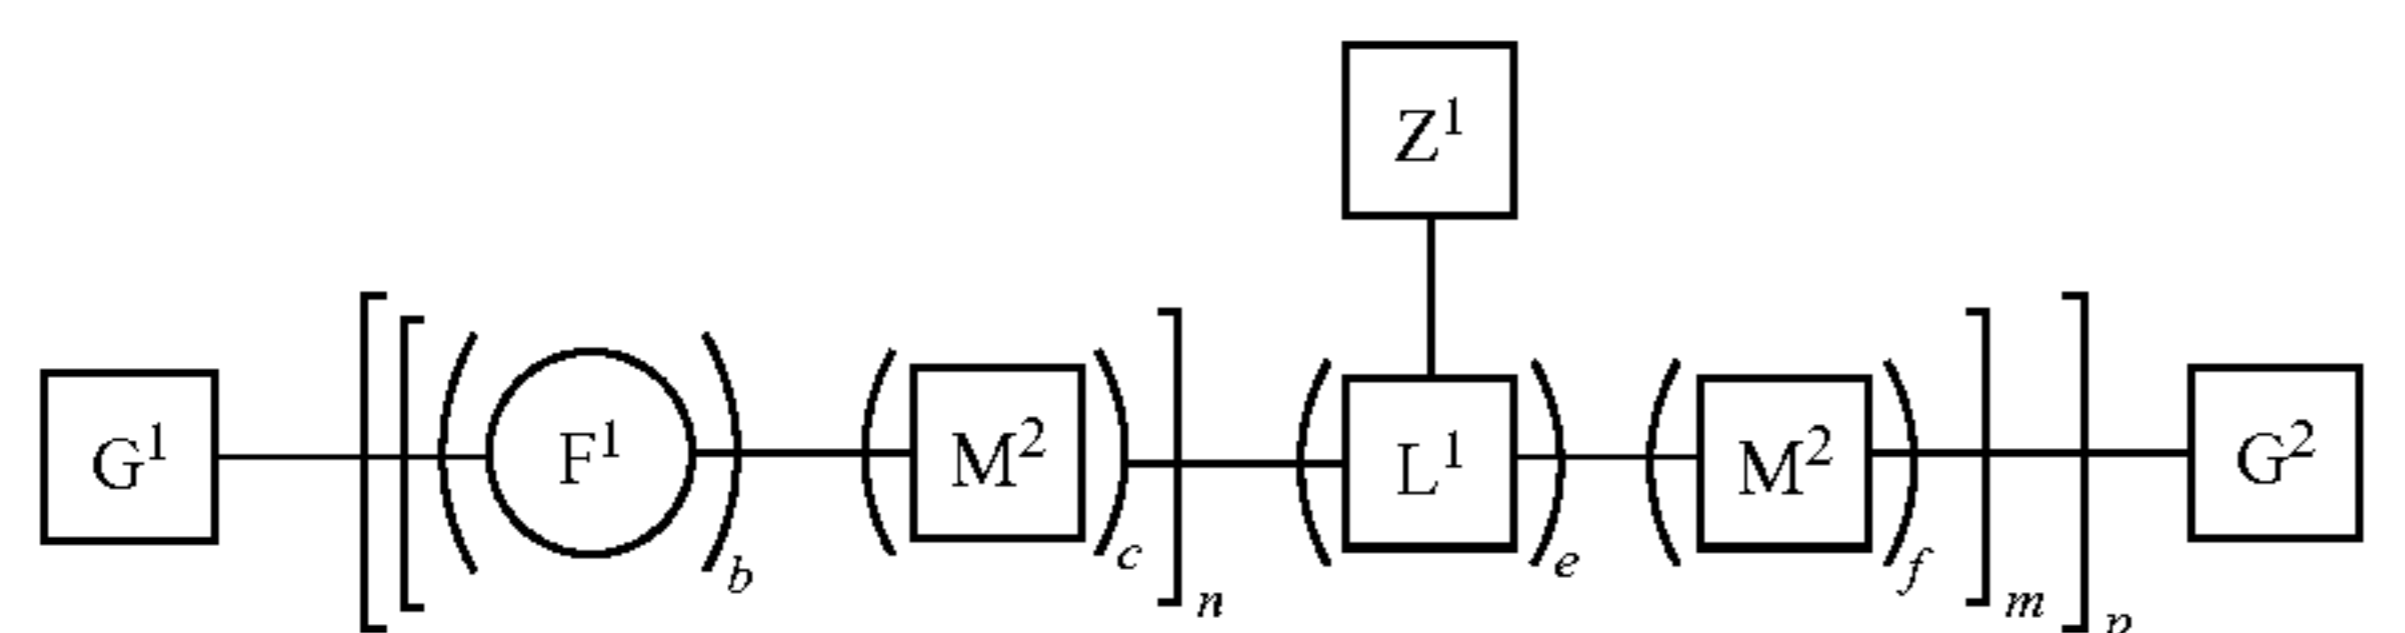 Z¹
G¹ [ [ ( F¹ )b ( M² )c ]n ( L¹ )e ( M² )f ]m ] G²